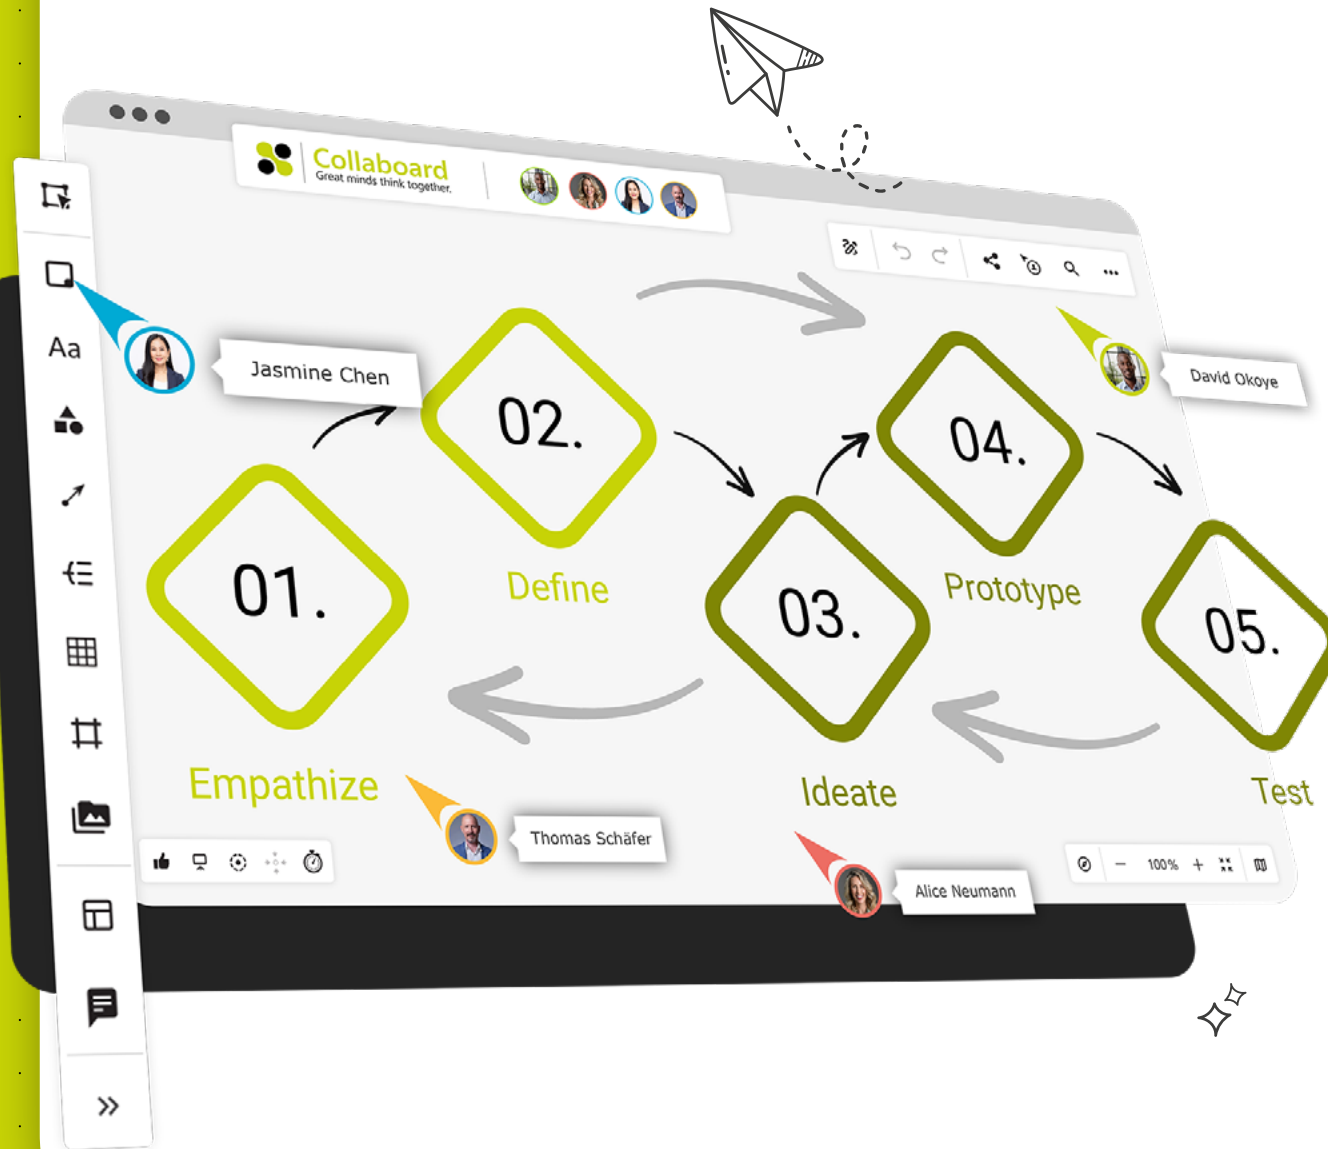 Collaboard
Great minds think together.
Aa
Jasmine Chen
David Okoye
02.
04.
01.
Define
03.
Prototype
05.
Empathize
Ideate
Test
Thomas Schäfer
Alice Neumann
100%